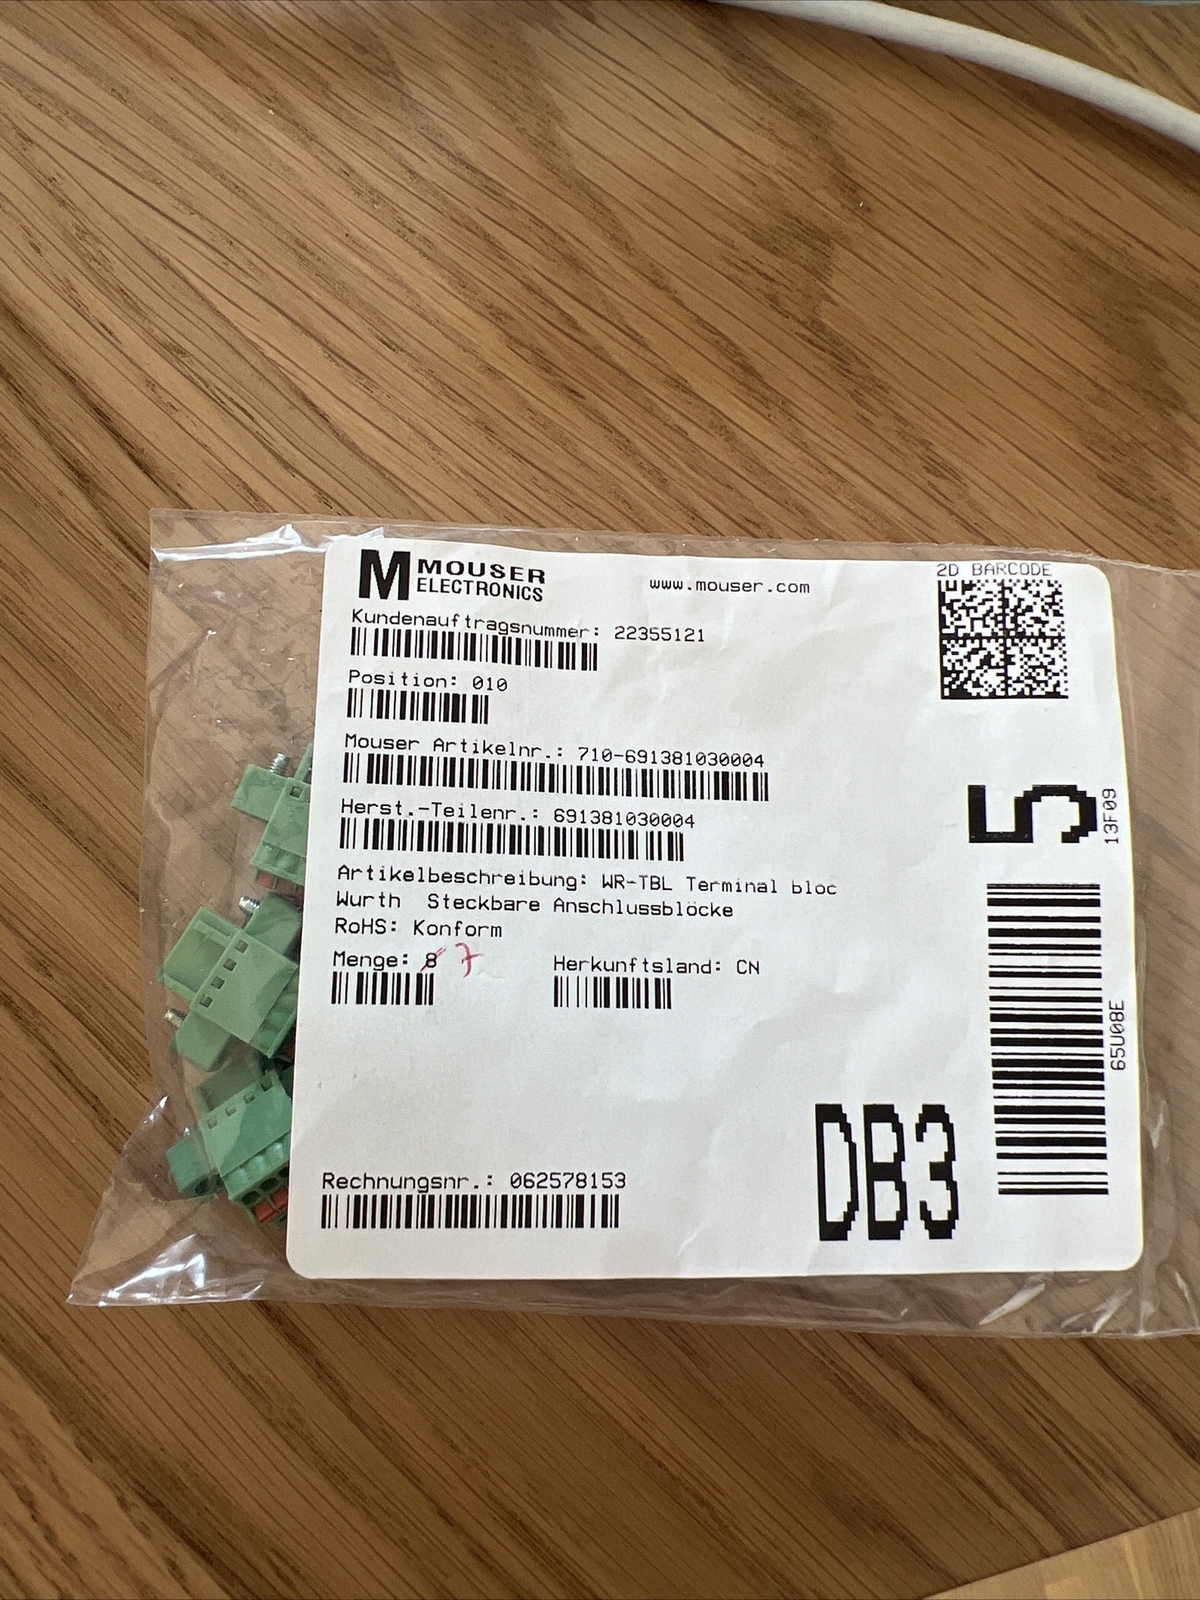 M MOUSER
ELECTRONICS
www.mouser.com
2D BARCODE
Kundenauftragsnummer: 22355121
Position: 010
Mouser Artikelnr.: 710-691381030004
Herst.-Teilenr.: 691381030004
Artikelbeschreibung: WR-TBL Terminal bloc
Wurth Steckbare Anschlussblöcke
RoHS: Konform
Menge: 8 7
Herkunftsland: CN
Rechnungsnr.: 062578153
5
13F09
65U08E
DB3